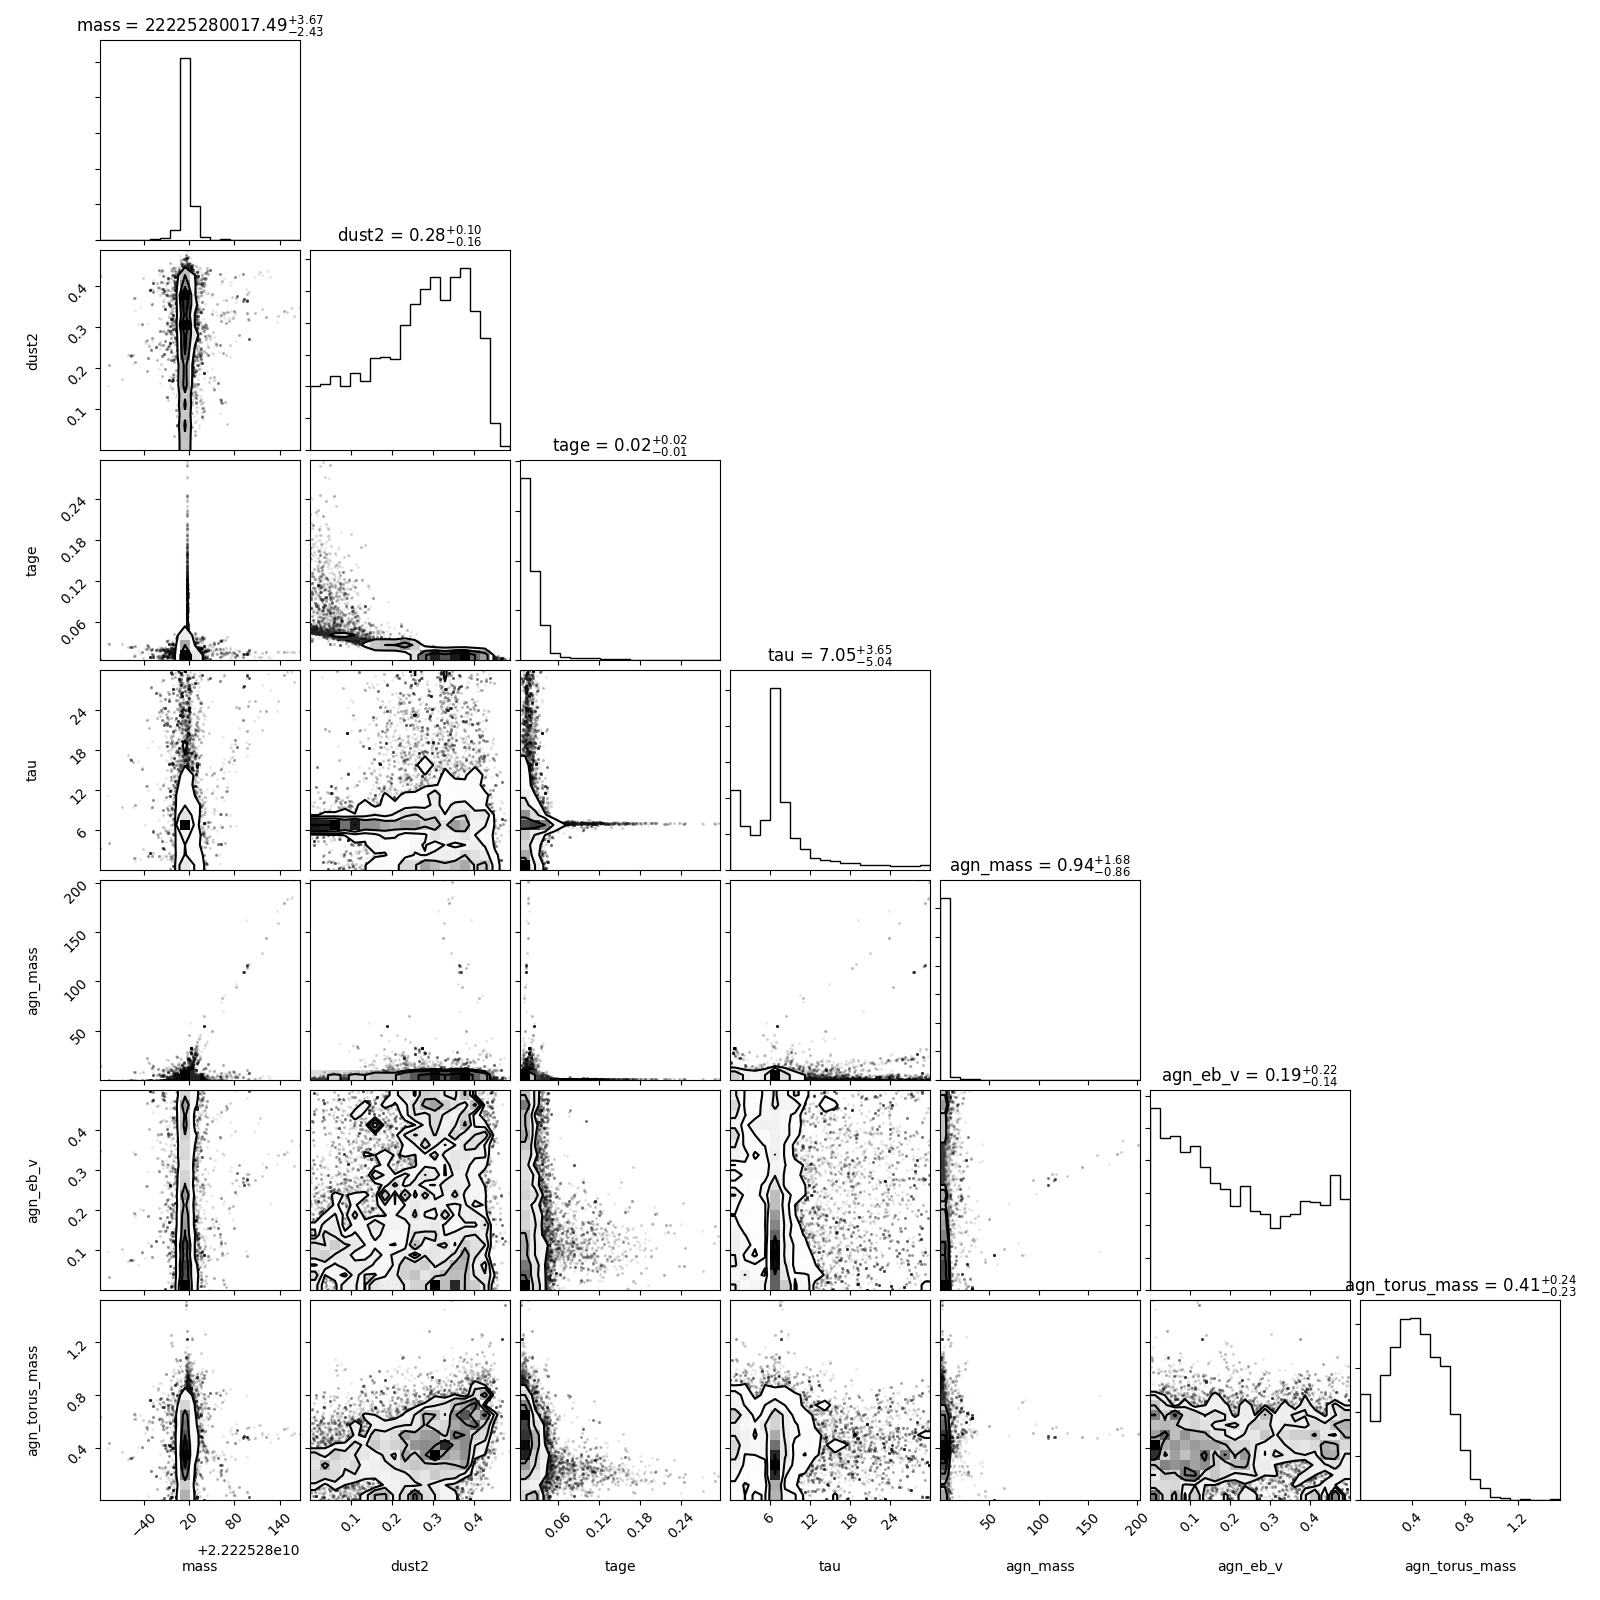 mass = 22225280017.49+3.67 −2.43
dust2 = 0.28+0.10 −0.16
dust2
0.4
0.3
0.2
0.1
tage = 0.02+0.02 −0.01
tage
0.24
0.18
0.12
0.06
tau = 7.05+3.65 −5.04
tau
24
18
12
6
agn_mass = 0.94+1.68 −0.86
agn_mass
200
150
100
50
agn_eb_v = 0.19+0.22 −0.14
agn_eb_v
0.4
0.3
0.2
0.1
agn_torus_mass = 0.41+0.24 −0.23
agn_torus_mass
1.2
0.8
0.4
−40 20 80 140 0.1 0.2 0.3 0.4 0.06 0.12 0.18 0.24 6 12 18 24 50 100 150 200 0.1 0.2 0.3 0.4 0.4 0.8 1.2
+2.222528e10
mass dust2 tage tau agn_mass agn_eb_v agn_torus_mass